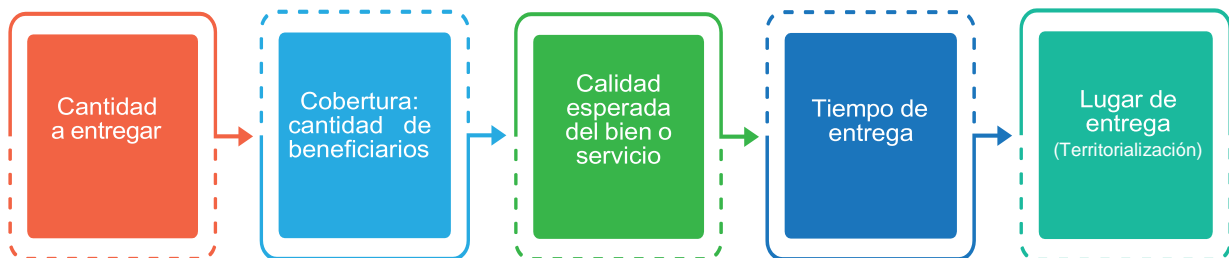 Cantidad
a entregar
Cobertura:
cantidad de
beneficiarios
Calidad
esperada
del bien o
servicio
Tiempo de
entrega
Lugar de
entrega
(Territorialización)